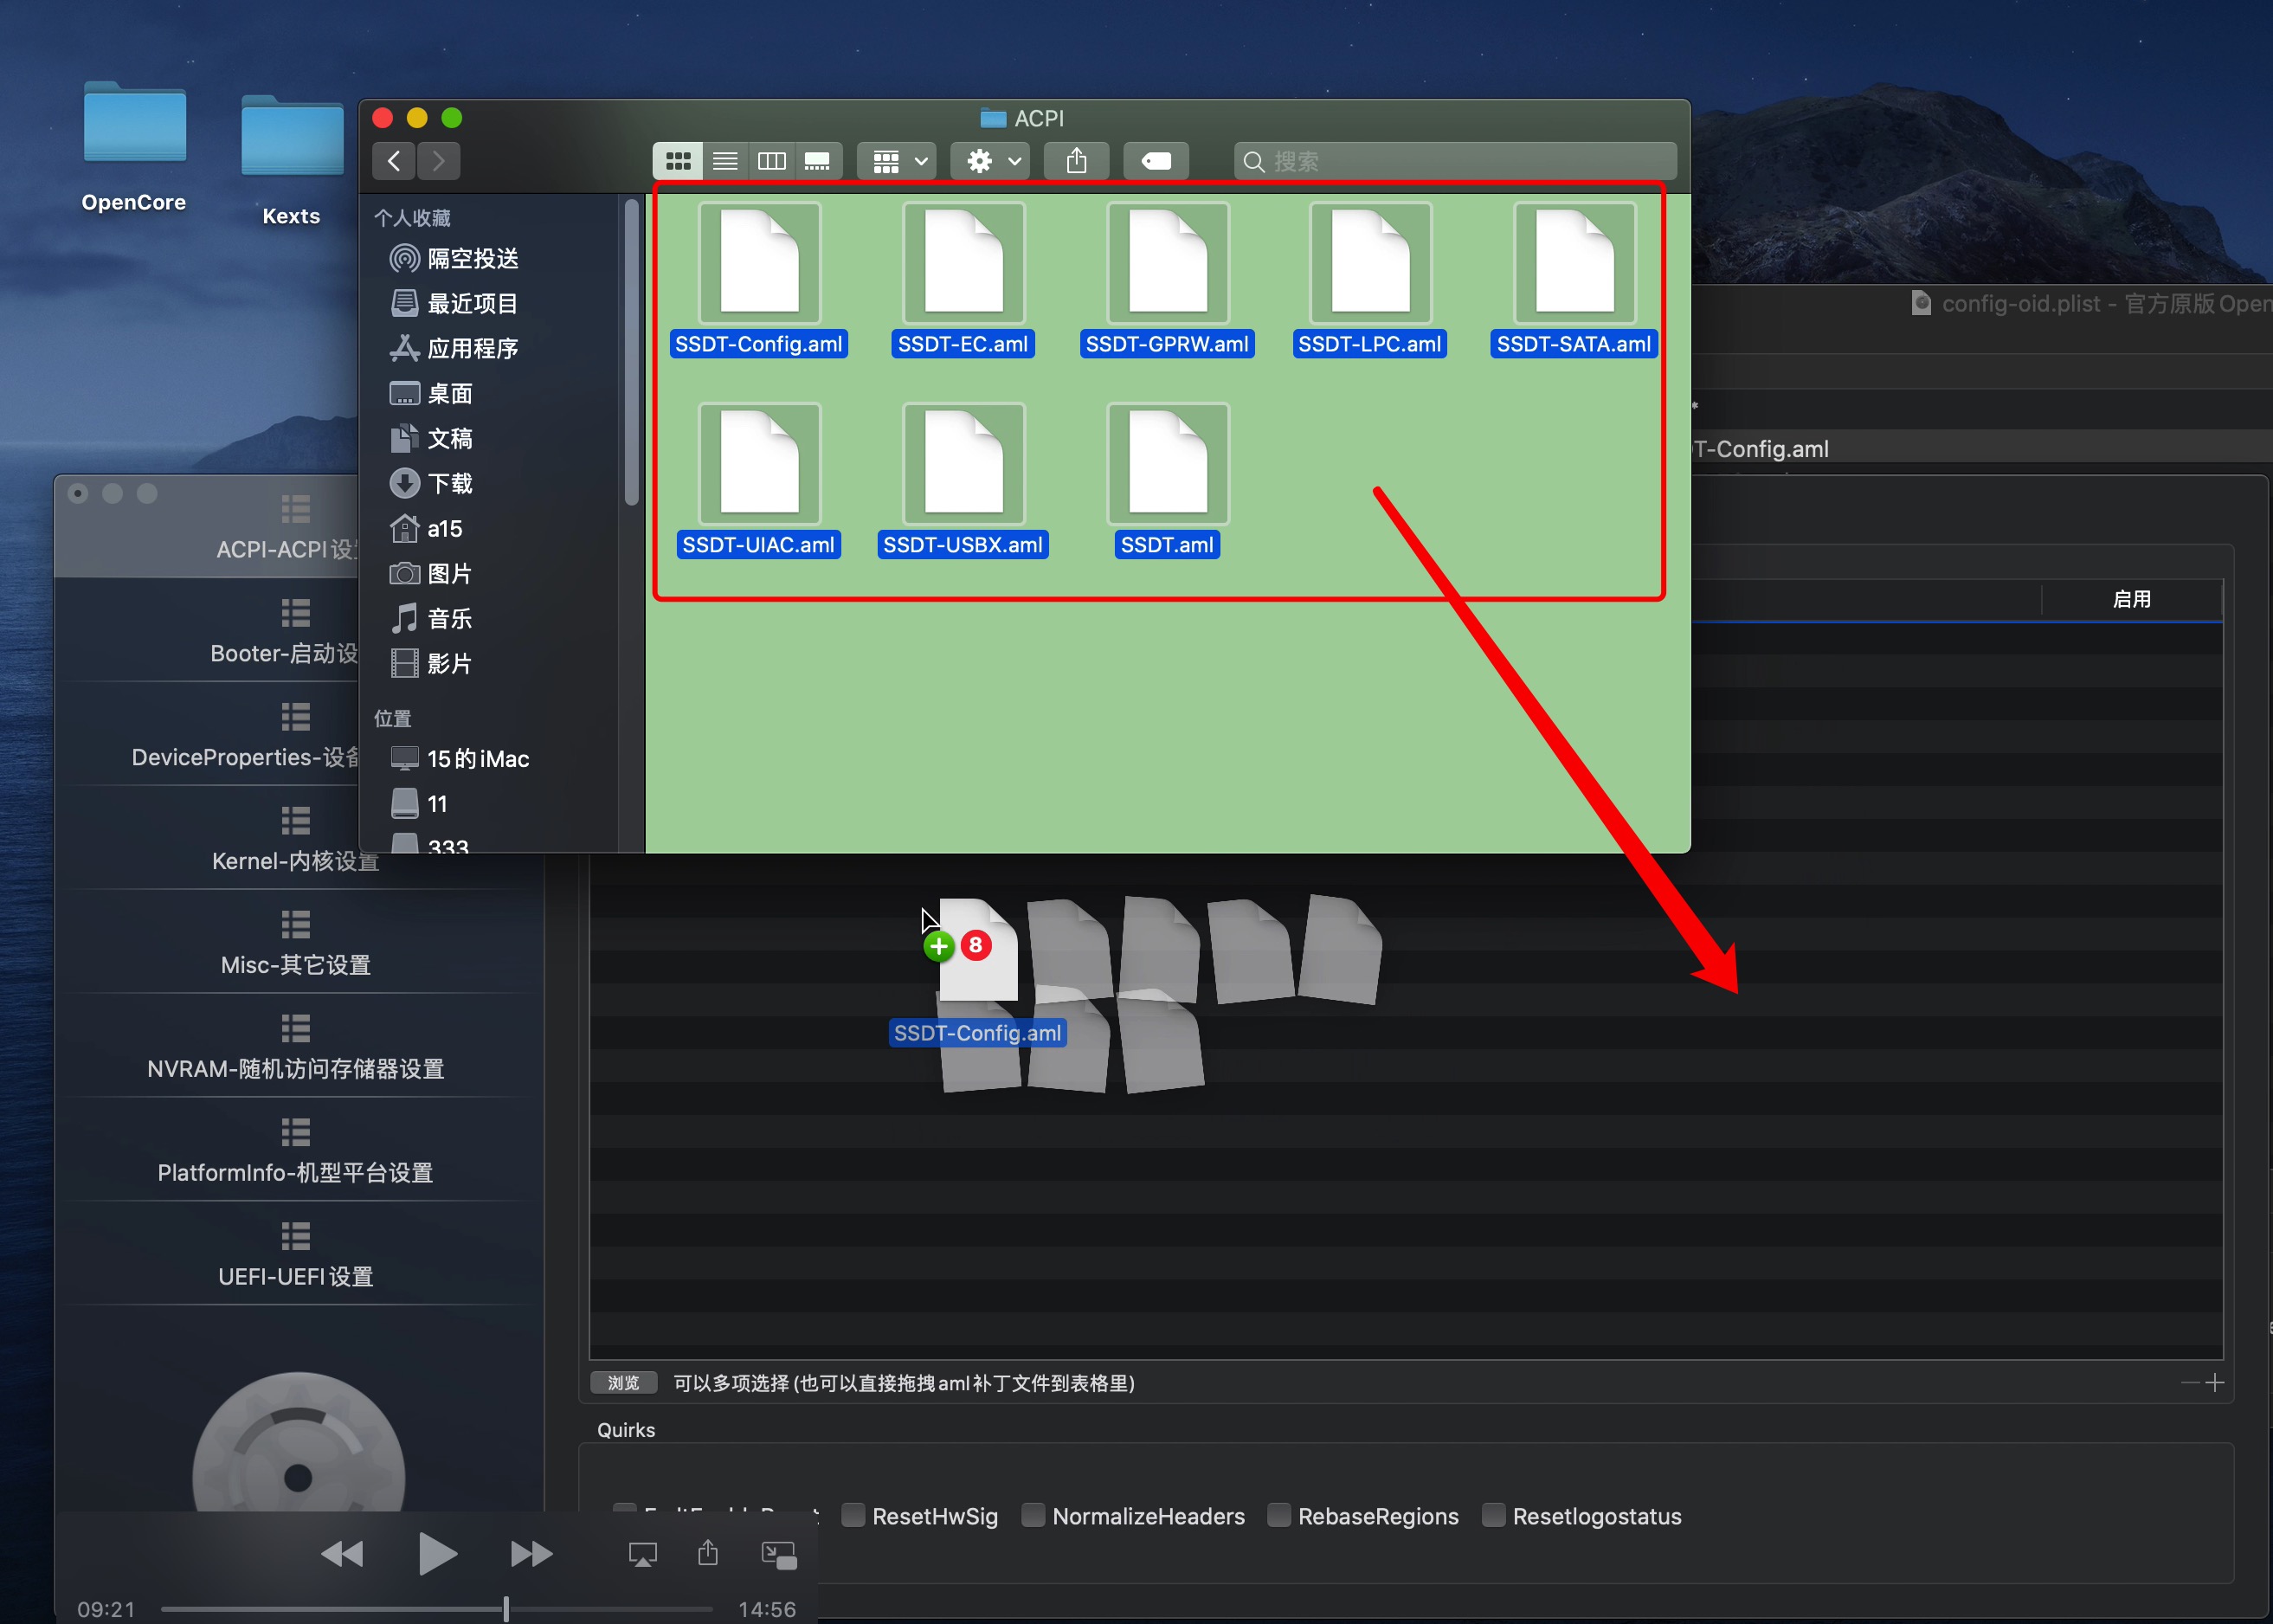 OpenCore
Kexts
ACPI
搜索
个人收藏
隔空投送
最近项目
应用程序
桌面
文稿
下载
a15
图片
音乐
影片
位置
15的iMac
11
333
SSDT-Config.aml
SSDT-EC.aml
SSDT-GPRW.aml
SSDT-LPC.aml
SSDT-SATA.aml
SSDT-UIAC.aml
SSDT-USBX.aml
SSDT.aml
config-oid.plist - 官方原版Open
*
T-Config.aml
启用
ACPI-ACPI设
Booter-启动设
DeviceProperties-设备
Kernel-内核设置
Misc-其它设置
NVRAM-随机访问存储器设置
PlatformInfo-机型平台设置
UEFI-UEFI设置
8
SSDT-Config.aml
浏览
可以多项选择(也可以直接拖拽aml补丁文件到表格里)
Quirks
ResetHwSig
NormalizeHeaders
RebaseRegions
Resetlogostatus
09:21
14:56